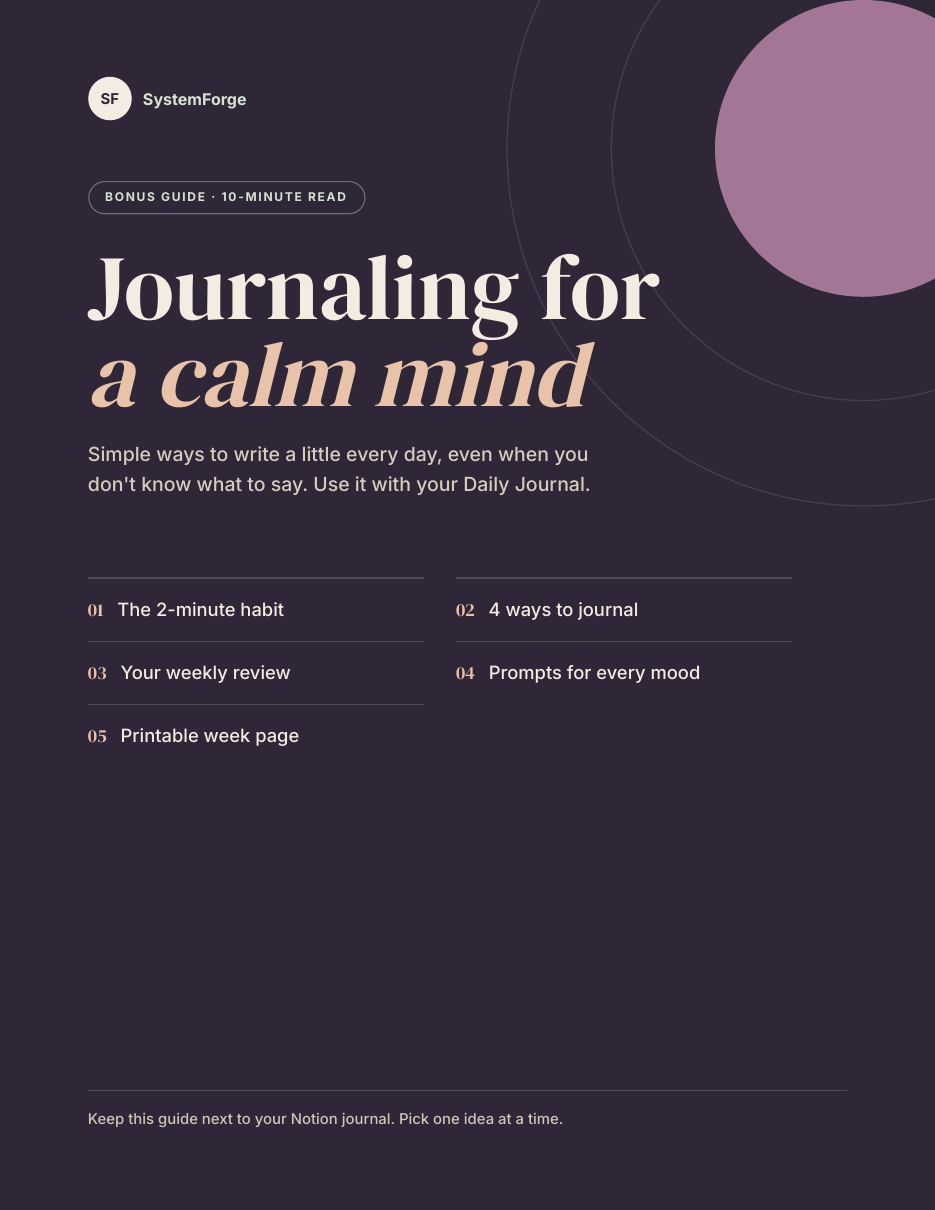 SF SystemForge
BONUS GUIDE · 10-MINUTE READ
Journaling for
a calm mind
Simple ways to write a little every day, even when you
don't know what to say. Use it with your Daily Journal.
01 The 2-minute habit
02 4 ways to journal
03 Your weekly review
04 Prompts for every mood
05 Printable week page
Keep this guide next to your Notion journal. Pick one idea at a time.